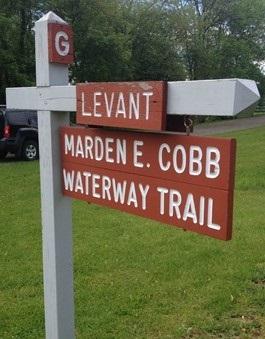 G
LEVANT
MARDEN E. COBB
WATERWAY TRAIL